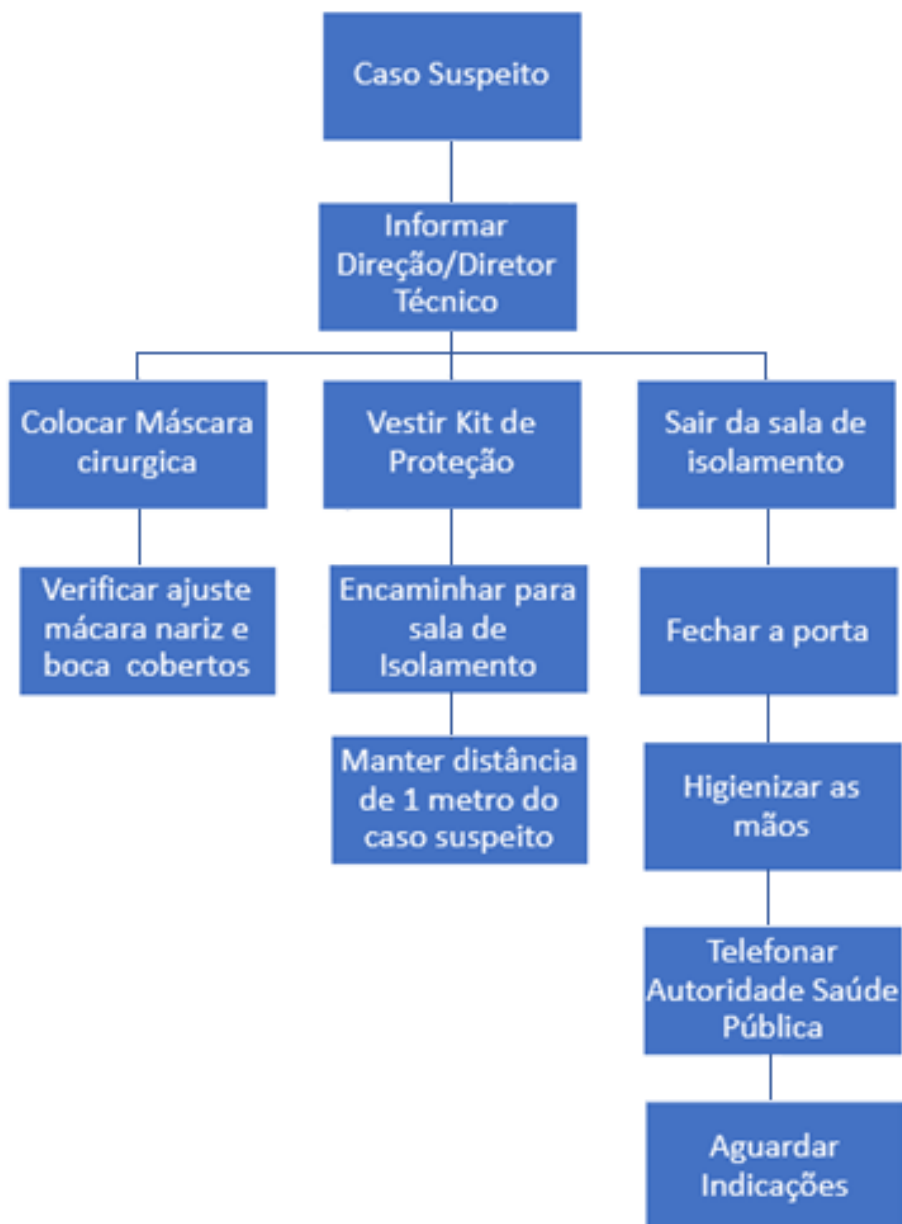 Caso Suspeito
Informar
Direção/Diretor
Técnico
Colocar Máscara
cirurgica
Verificar ajuste
mácara nariz e
boca cobertos
Vestir Kit de
Proteção
Encaminhar para
sala de
Isolamento
Manter distância
de 1 metro do
caso suspeito
Sair da sala de
isolamento
Fechar a porta
Higienizar as
mãos
Telefonar
Autoridade Saúde
Pública
Aguardar
Indicações